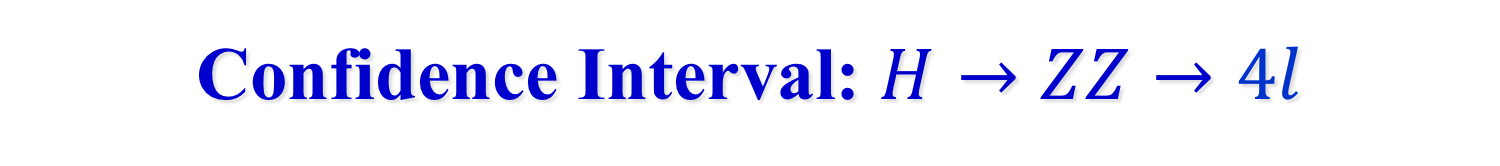 Confidence Interval: H → ZZ → 4l